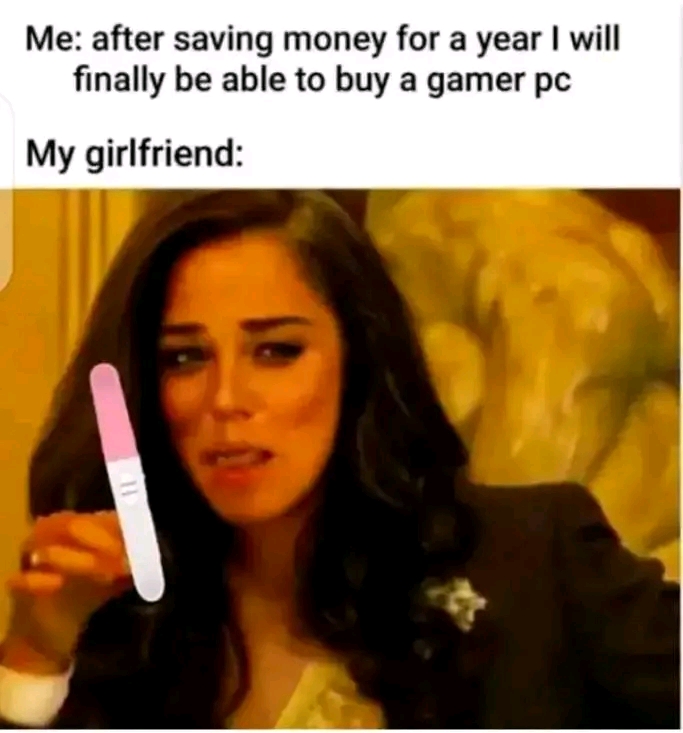 Me: after saving money for a year I will
finally be able to buy a gamer pc
My girlfriend: